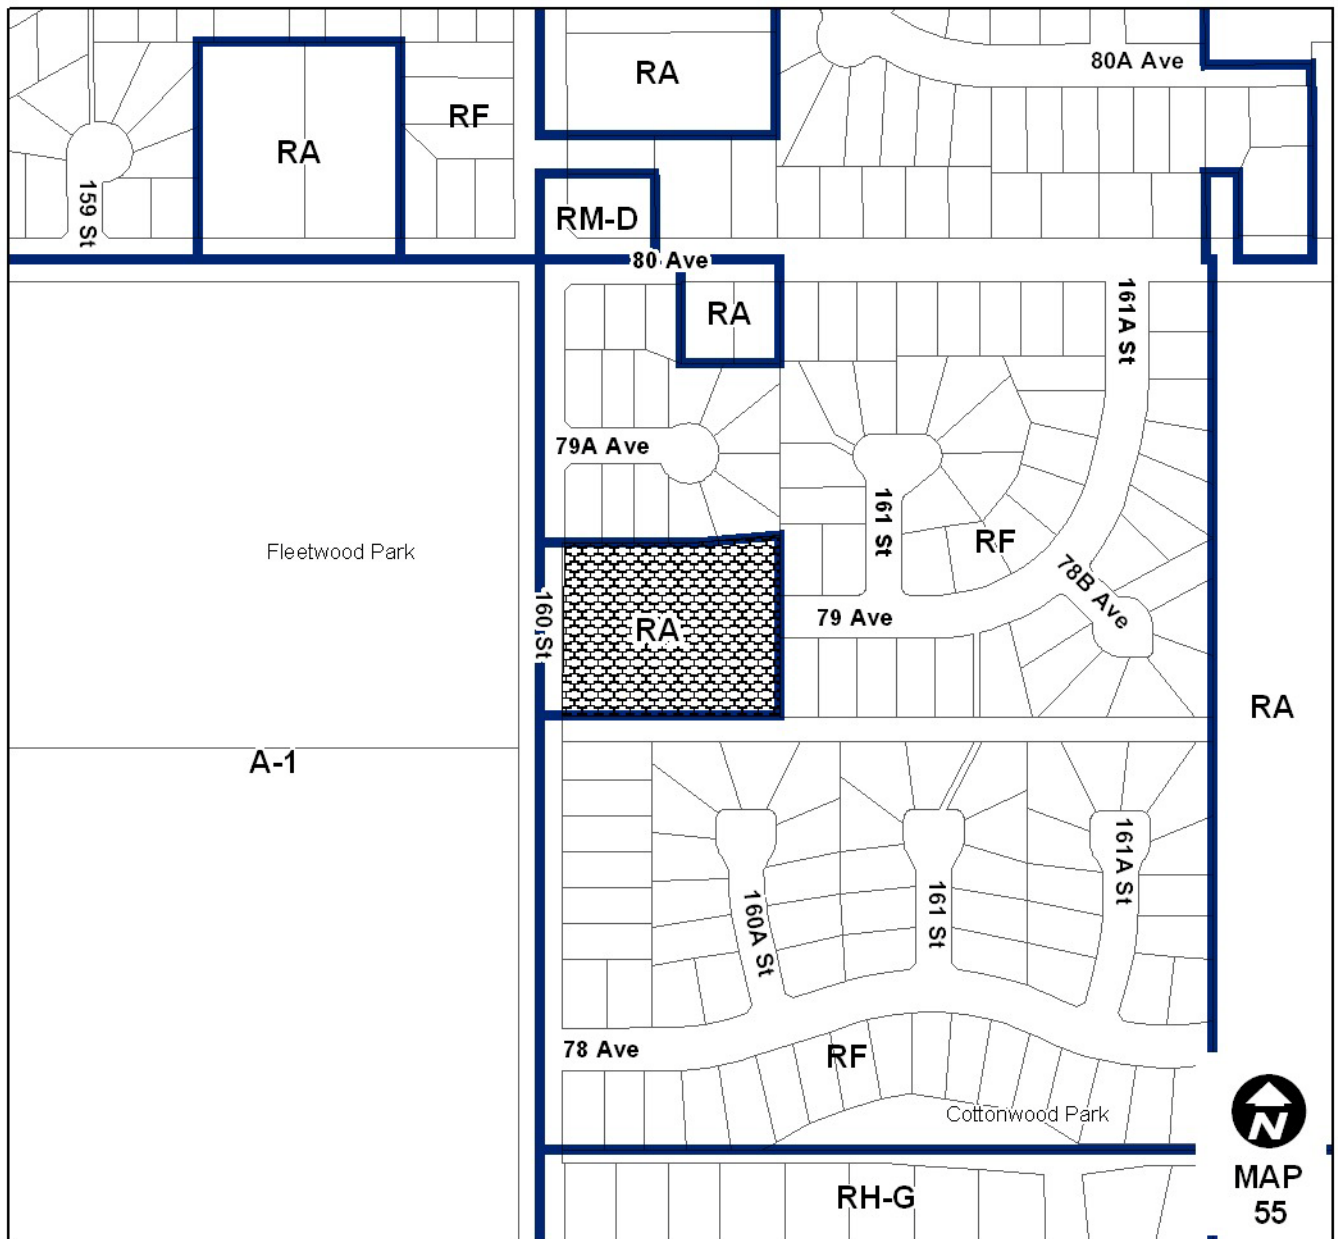 80A Ave
RA
RF
RA
159 St
RM-D
80 Ave
RA
161A St
79A Ave
161 St
RF
Fleetwood Park
78B Ave
160 St
RA
79 Ave
RA
A-1
161A St
160A St
161 St
78 Ave
RF
Cottonwood Park
N
MAP
55
RH-G